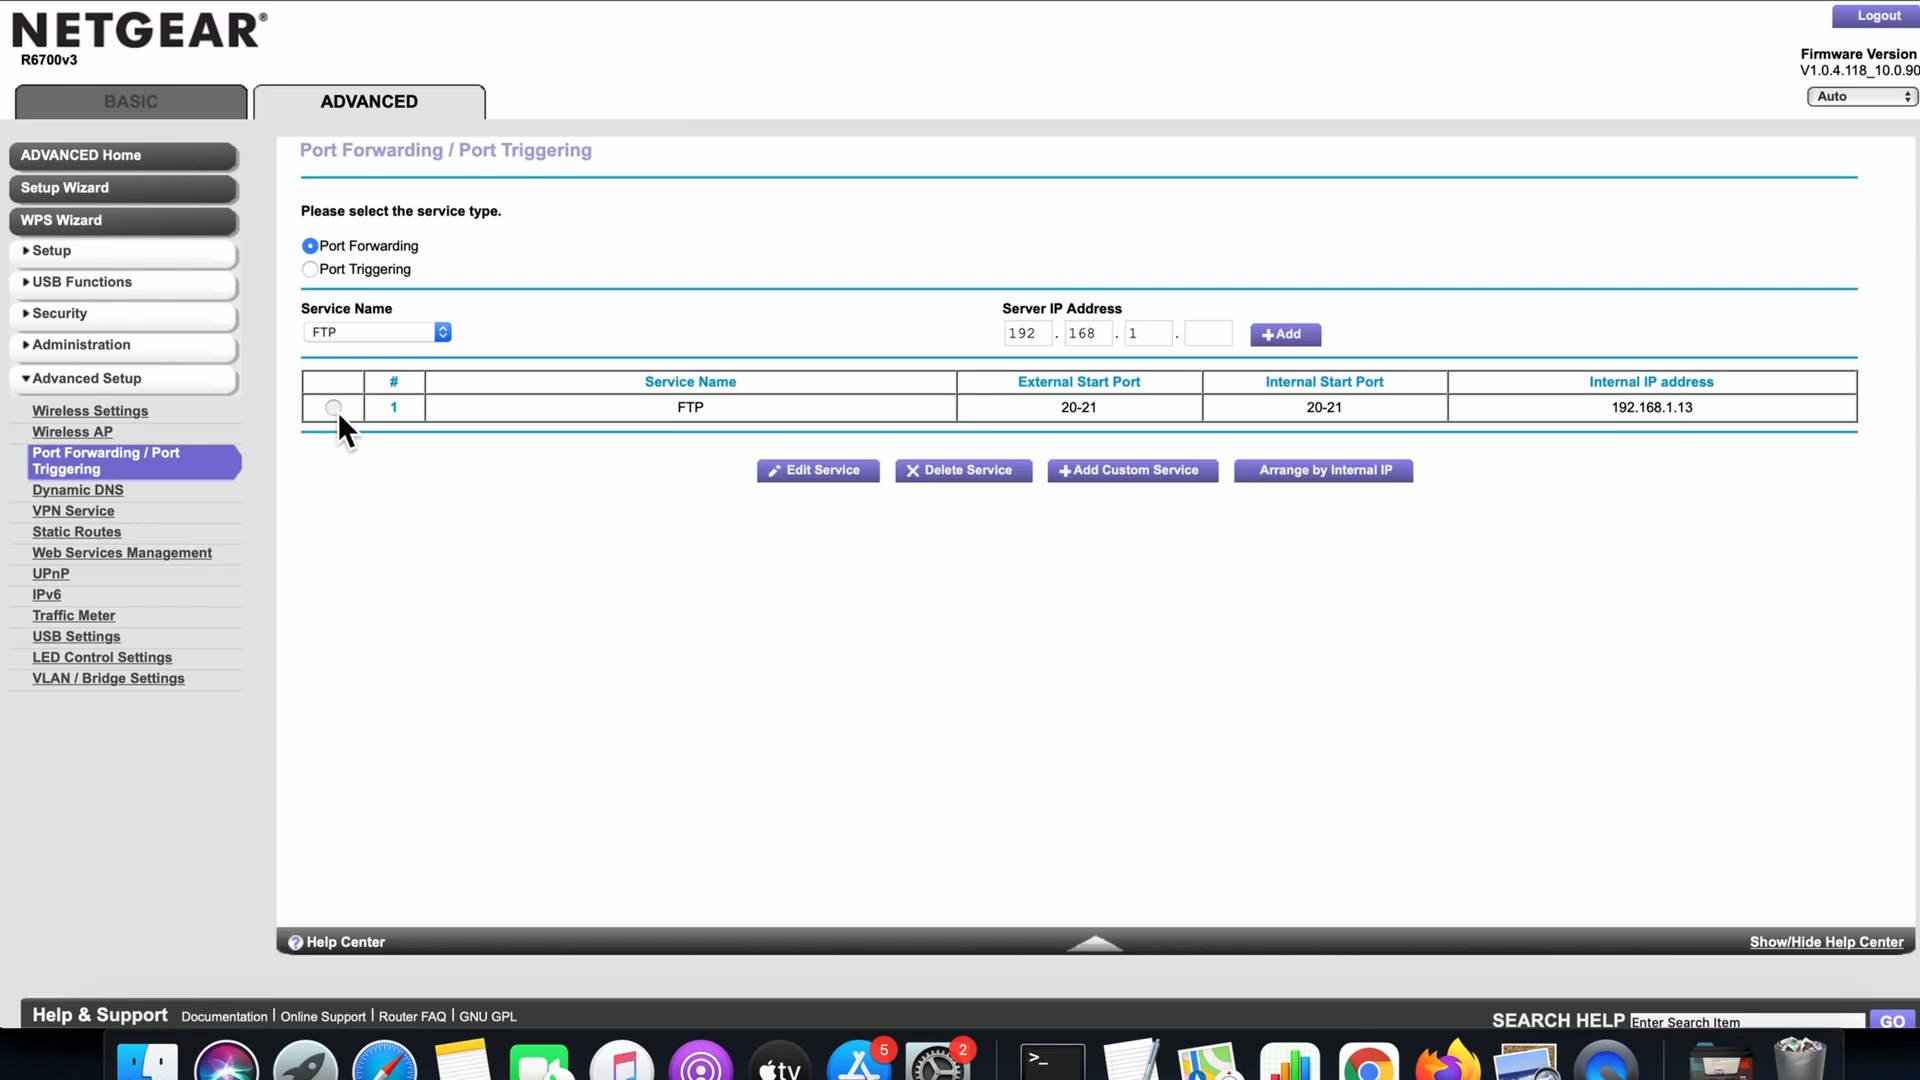 NETGEAR®
R6700v3
Logout
Firmware Version
V1.0.4.118_10.0.90
Auto
BASIC
ADVANCED
ADVANCED Home
Setup Wizard
WPS Wizard
Setup
USB Functions
Security
Administration
Advanced Setup
Wireless Settings
Wireless AP
Port Forwarding / Port
Triggering
Dynamic DNS
VPN Service
Static Routes
Web Services Management
UPnP
IPv6
Traffic Meter
USB Settings
LED Control Settings
VLAN / Bridge Settings
Port Forwarding / Port Triggering
Please select the service type.
Port Forwarding
Port Triggering
Service Name
FTP
Server IP Address
192 . 168 . 1 .
+Add
# Service Name External Start Port Internal Start Port Internal IP address
1 FTP 20-21 20-21 192.168.1.13
Edit Service
Delete Service
+Add Custom Service
Arrange by Internal IP
Help Center
Show/Hide Help Center
Help & Support Documentation | Online Support | Router FAQ | GNU GPL
SEARCH HELP Enter Search Item GO
5
2
>_
tv